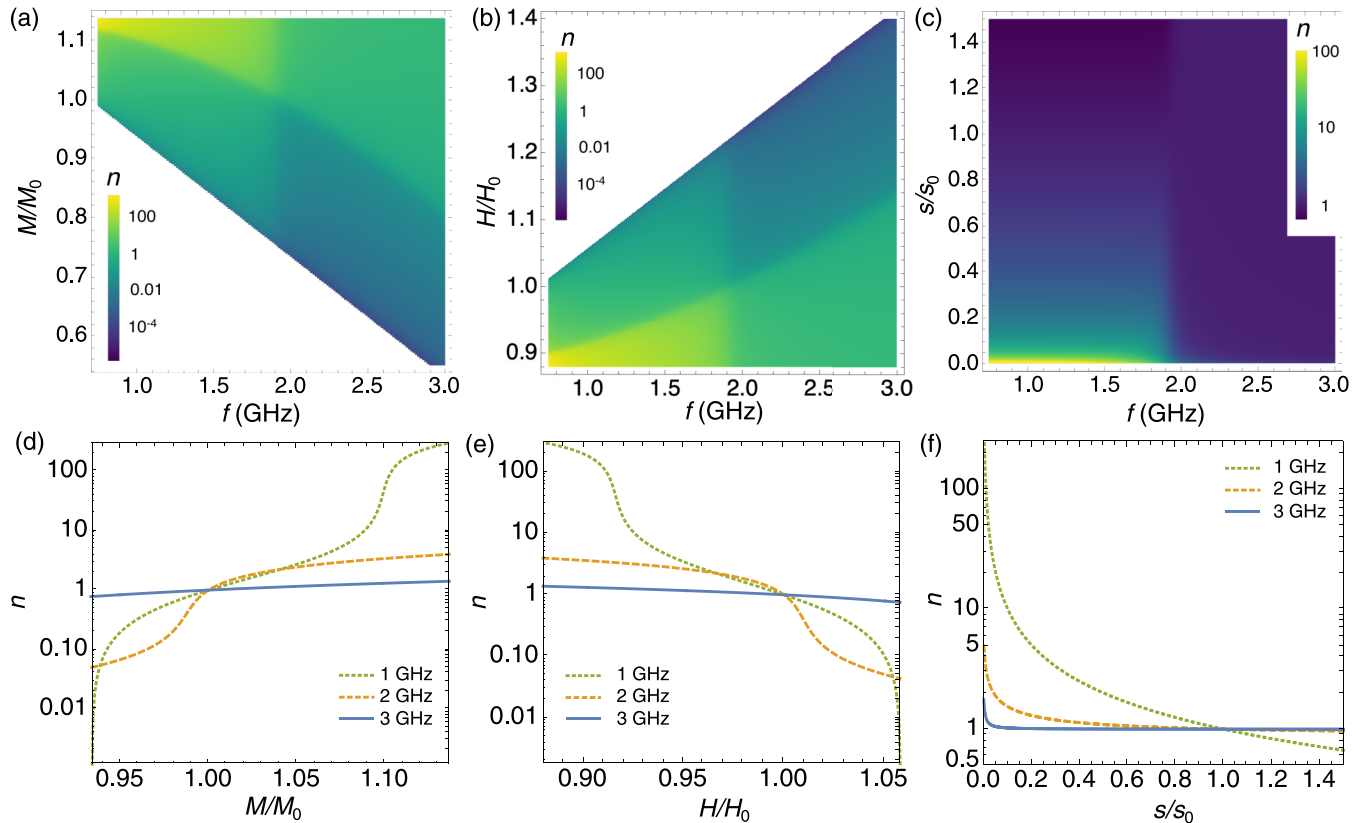 (a)
M/M0
1.1
1.0
0.9
0.8
0.7
0.6
n
100
1
0.01
10-4
1.0 1.5 2.0 2.5 3.0
f (GHz)
(b)
H/H0
1.4
1.3
1.2
1.1
1.0
0.9
n
100
1
0.01
10-4
1.0 1.5 2.0 2.5 3.0
f (GHz)
(c)
s/s0
1.4
1.2
1.0
0.8
0.6
0.4
0.2
0.0
n
100
10
1
1.0 1.5 2.0 2.5 3.0
f (GHz)
(d)
n
100
10
1
0.10
0.01
1 GHz
2 GHz
3 GHz
0.95 1.00 1.05 1.10
M/M0
(e)
n
100
10
1
0.10
0.01
1 GHz
2 GHz
3 GHz
0.90 0.95 1.00 1.05
H/H0
(f)
n
100
50
10
5
1
0.5
1 GHz
2 GHz
3 GHz
0.0 0.2 0.4 0.6 0.8 1.0 1.2 1.4
s/s0